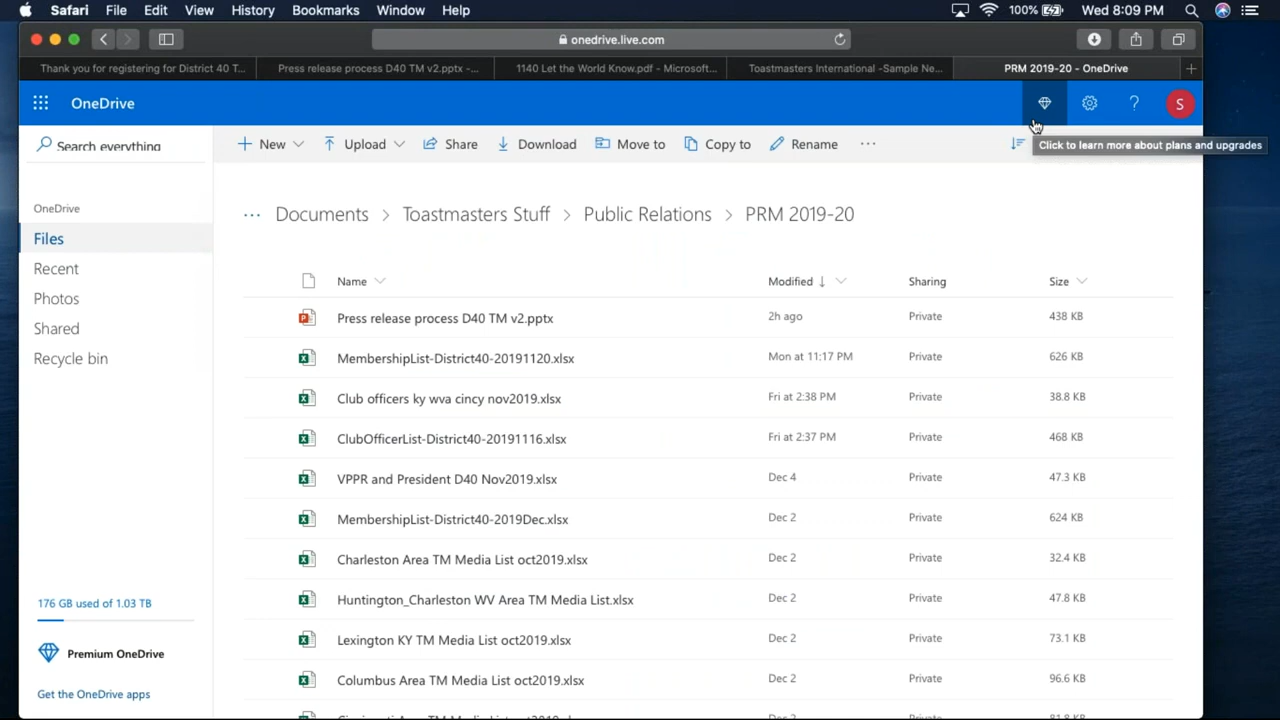 Safari File Edit View History Bookmarks Window Help 100% Wed 8:09 PM
onedrive.live.com
Thank you for registering for District 40 T... Press release process D40 TM v2.pptx -... 1140 Let the World Know.pdf - Microsoft... Toastmasters International -Sample Ne... PRM 2019-20 - OneDrive
OneDrive ? S
Search everything New Upload Share Download Move to Copy to Rename ... Click to learn more about plans and upgrades
OneDrive
... Documents > Toastmasters Stuff > Public Relations > PRM 2019-20
Files
Recent
Photos
Shared
Recycle bin
Name Modified ↓ Sharing Size
Press release process D40 TM v2.pptx 2h ago Private 438 KB
MembershipList-District40-20191120.xlsx Mon at 11:17 PM Private 626 KB
Club officers ky wva cincy nov2019.xlsx Fri at 2:38 PM Private 38.8 KB
ClubOfficerList-District40-20191116.xlsx Fri at 2:37 PM Private 468 KB
VPPR and President D40 Nov2019.xlsx Dec 4 Private 47.3 KB
MembershipList-District40-2019Dec.xlsx Dec 2 Private 624 KB
Charleston Area TM Media List oct2019.xlsx Dec 2 Private 32.4 KB
Huntington_Charleston WV Area TM Media List.xlsx Dec 2 Private 47.8 KB
Lexington KY TM Media List oct2019.xlsx Dec 2 Private 73.1 KB
Columbus Area TM Media List oct2019.xlsx Dec 2 Private 96.6 KB
176 GB used of 1.03 TB
Premium OneDrive
Get the OneDrive apps